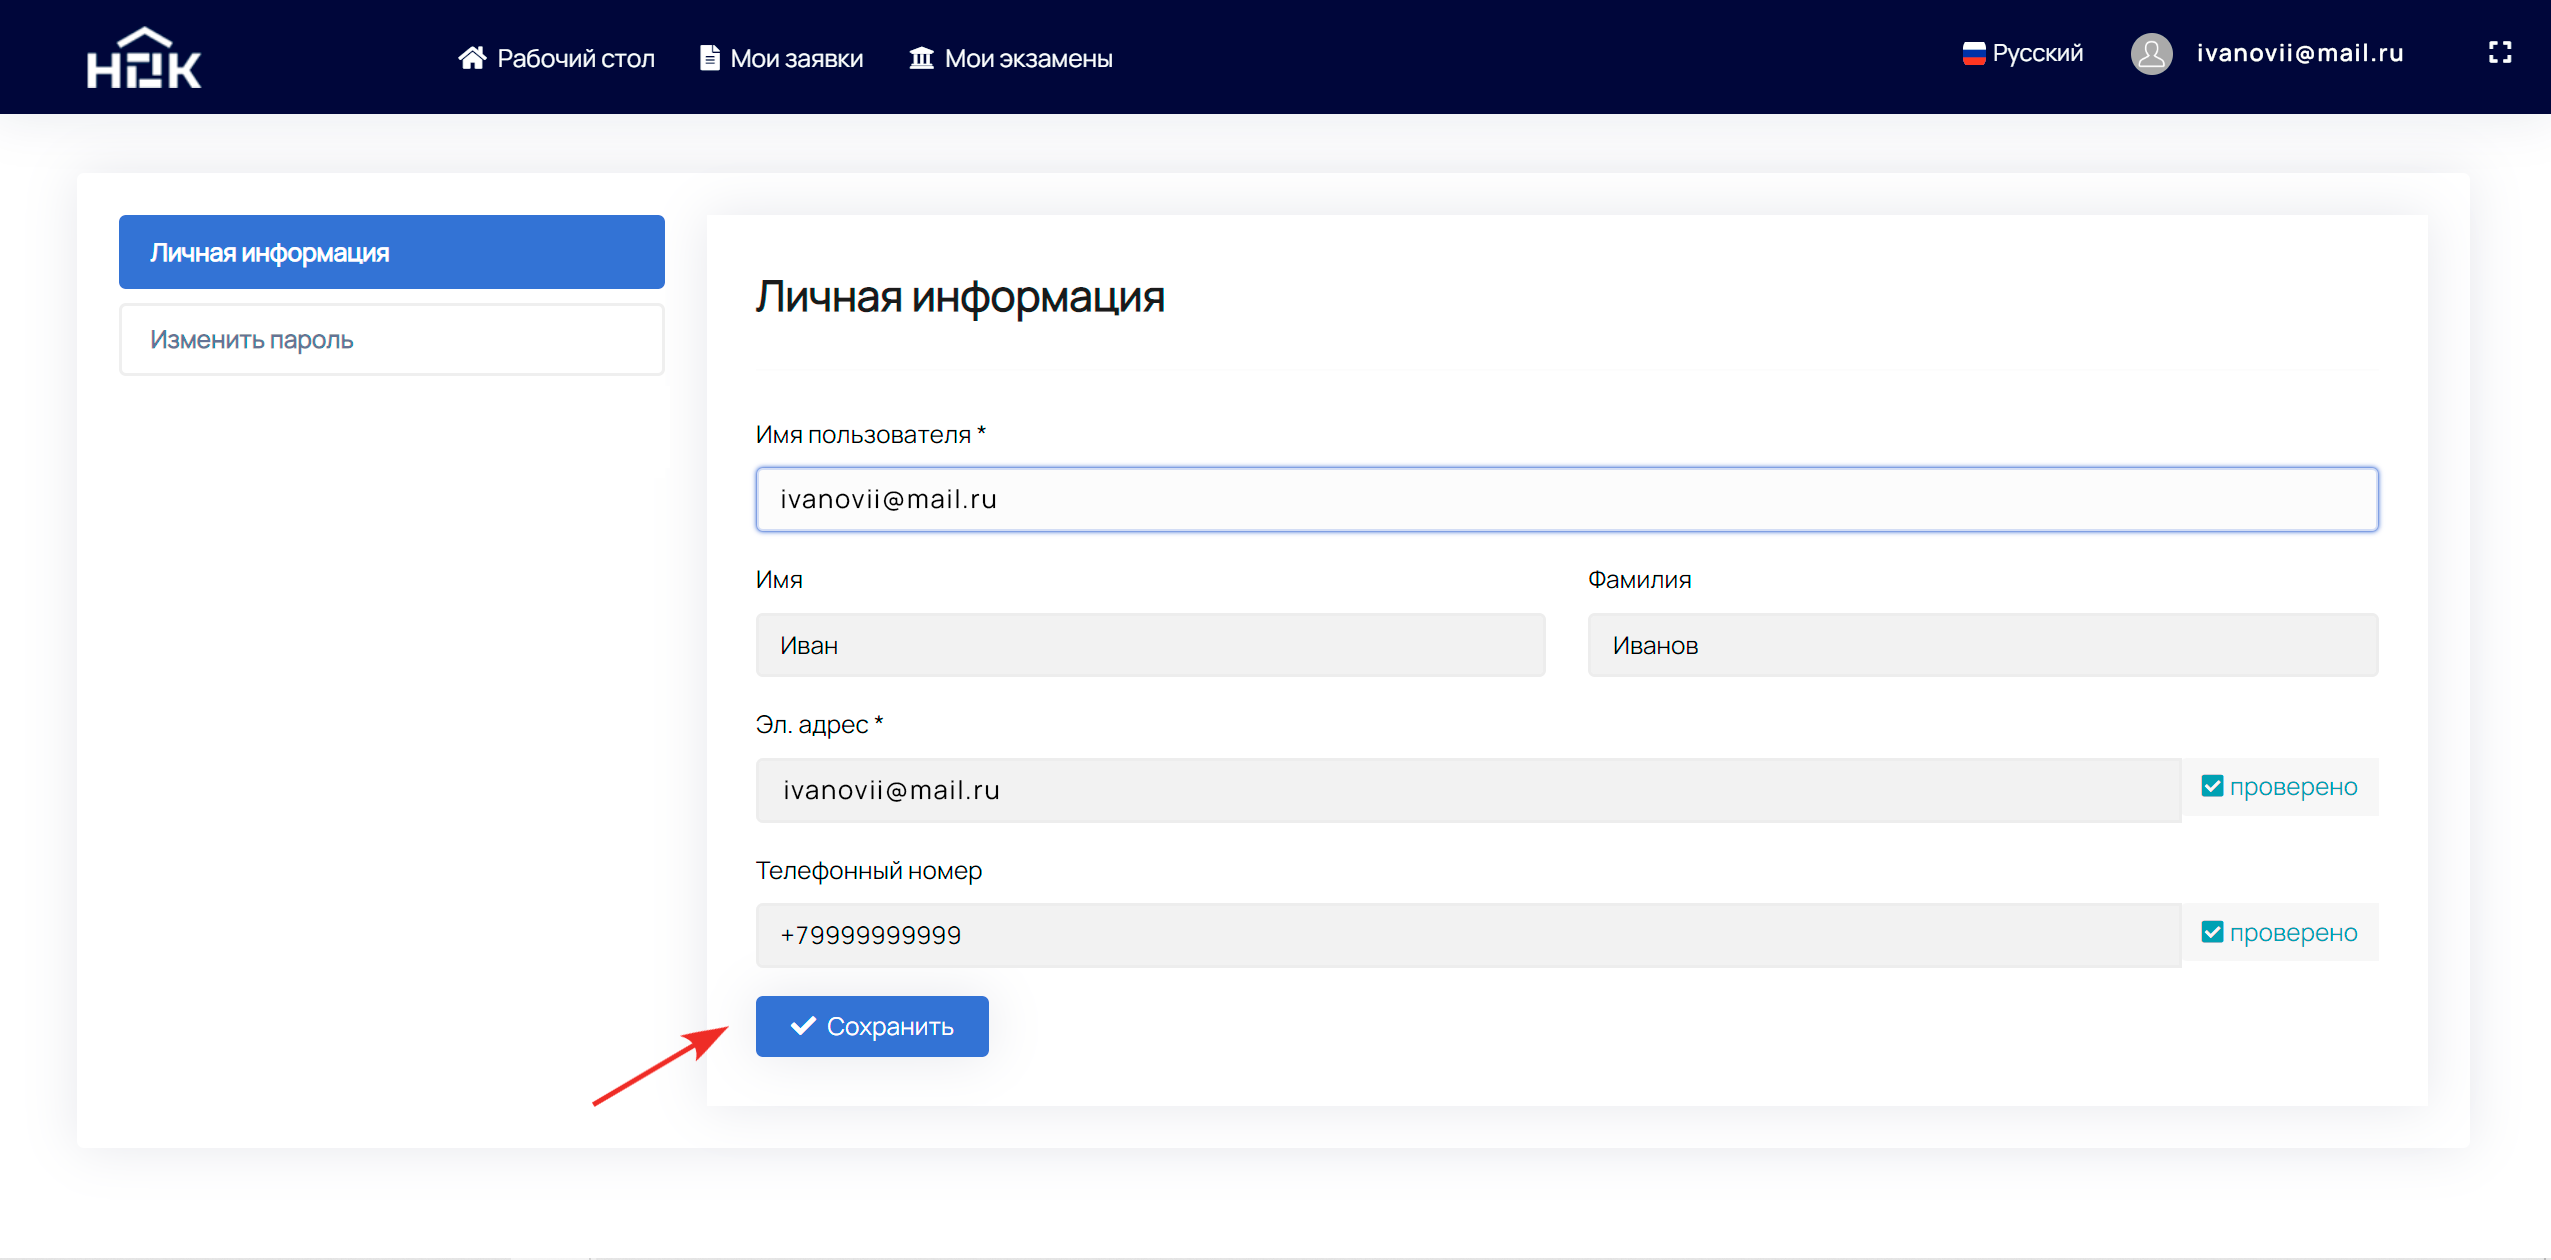 НОК
Рабочий стол
Мои заявки
Мои экзамены
Русский
ivanovii@mail.ru
Личная информация
Изменить пароль
Личная информация
Имя пользователя *
ivanovii@mail.ru
Имя
Фамилия
Иван
Иванов
Эл. адрес *
ivanovii@mail.ru
проверено
Телефонный номер
+79999999999
проверено
Сохранить